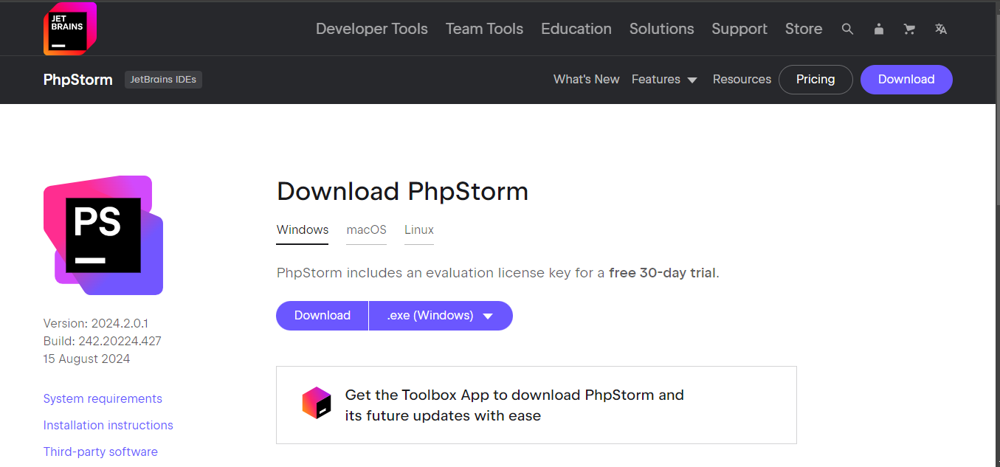 JET
BRAINS
Developer Tools Team Tools Education Solutions Support Store
PhpStorm JetBrains IDEs What's New Features Resources Pricing Download
PS
Download PhpStorm
Windows macOS Linux
PhpStorm includes an evaluation license key for a free 30-day trial.
Download .exe (Windows)
Version: 2024.2.0.1
Build: 242.20224.427
15 August 2024
Get the Toolbox App to download PhpStorm and
its future updates with ease
System requirements
Installation instructions
Third-party software